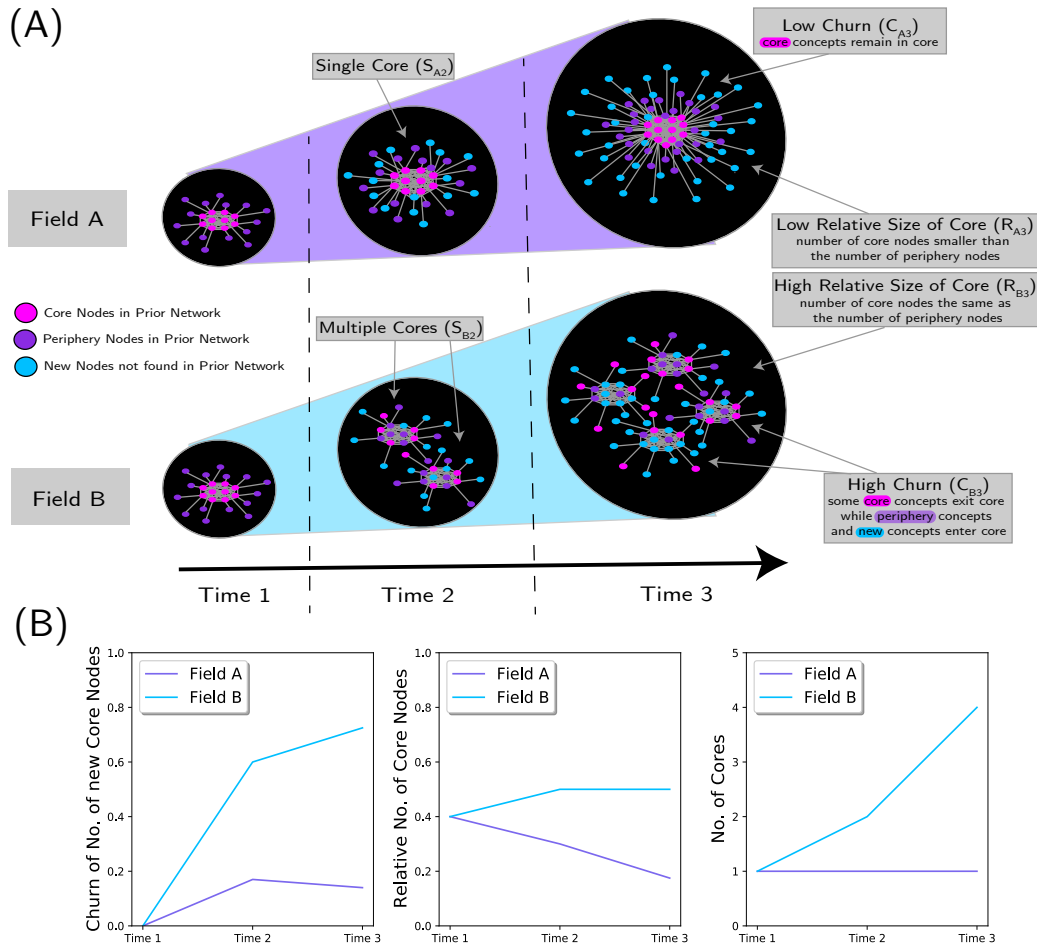 (A)
Low Churn (C_A3)
core concepts remain in core
Single Core (S_A2)
Field A
Low Relative Size of Core (R_A3)
number of core nodes smaller than
the number of periphery nodes
High Relative Size of Core (R_B3)
number of core nodes the same as
the number of periphery nodes
Core Nodes in Prior Network
Periphery Nodes in Prior Network
New Nodes not found in Prior Network
Multiple Cores (S_B2)
Field B
High Churn (C_B3)
some core concepts exit core
while periphery concepts
and new concepts enter core
Time 1
Time 2
Time 3
(B)
Churn of No. of new Core Nodes
1.0
0.8
0.6
0.4
0.2
0.0
Field A
Field B
Time 1
Time 2
Time 3
Relative No. of Core Nodes
1.0
0.8
0.6
0.4
0.2
0.0
Field A
Field B
Time 1
Time 2
Time 3
No. of Cores
5
4
3
2
1
0
Field A
Field B
Time 1
Time 2
Time 3